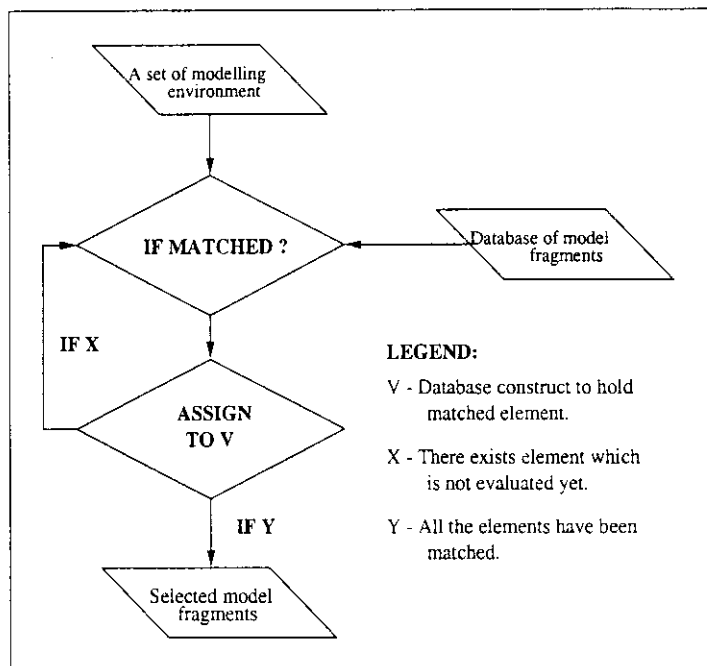 A set of modelling
environment
IF MATCHED ?
Database of model
fragments
IF X
ASSIGN
TO V
IF Y
Selected model
fragments
LEGEND:
V - Database construct to hold
matched element.
X - There exists element which
is not evaluated yet.
Y - All the elements have been
matched.